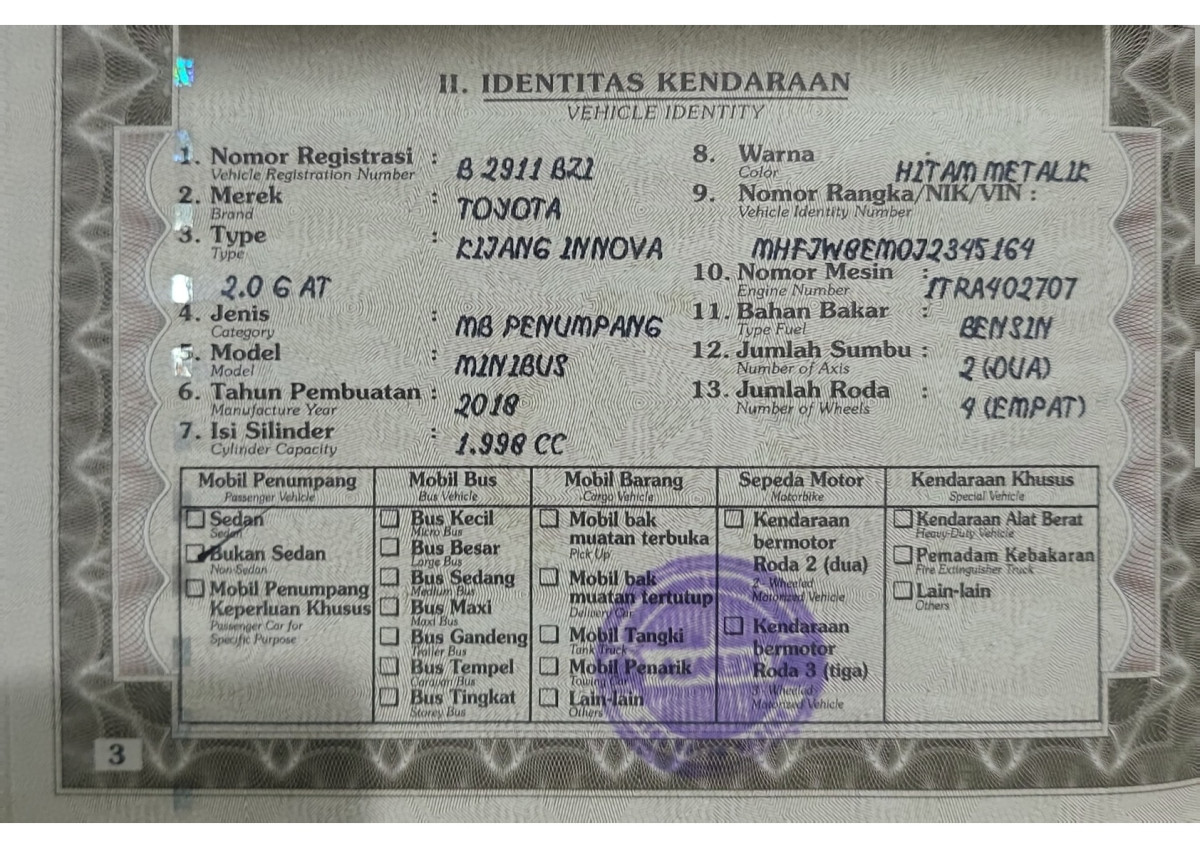 II. IDENTITAS KENDARAAN
VEHICLE IDENTITY
1. Nomor Registrasi : B 2911 BZI
Vehicle Registration Number
2. Merek : TOYOTA
Brand
3. Type : KIJANG INNOVA
Type
2.0 G AT
4. Jenis : MB PENUMPANG
Category
5. Model : MINIBUS
Model
6. Tahun Pembuatan : 2018
Manufacture Year
7. Isi Silinder : 1.998 CC
Cylinder Capacity
8. Warna : HITAM METALIK
Color
9. Nomor Rangka/NIK/VIN :
Vehicle Identity Number
MHFJW8EM0J2345164
10. Nomor Mesin : 1TRA402707
Engine Number
11. Bahan Bakar : BENSIN
Type Fuel
12. Jumlah Sumbu : 2 (DUA)
Number of Axis
13. Jumlah Roda : 4 (EMPAT)
Number of Wheels
Mobil Penumpang
Passenger Vehicle
Sedan
Sedan
Bukan Sedan
Non-Sedan
Mobil Penumpang
Keperluan Khusus
Passenger Car for
Specific Purpose
Mobil Bus
Bus Vehicle
Bus Kecil
Micro Bus
Bus Besar
Large Bus
Bus Sedang
Medium Bus
Bus Maxi
Maxi Bus
Bus Gandeng
Trailer Bus
Bus Tempel
Caravan Bus
Bus Tingkat
Storey Bus
Mobil Barang
Cargo Vehicle
Mobil bak
muatan terbuka
Pick Up
Mobil bak
muatan tertutup
Delivery Car
Mobil Tangki
Tank Truck
Mobil Penarik
Towing Car
Lain-lain
Others
Sepeda Motor
Motorbike
Kendaraan
bermotor
Roda 2 (dua)
2 - Wheeled
Motorized Vehicle
Kendaraan
bermotor
Roda 3 (tiga)
3 - Wheeled
Motorized Vehicle
Kendaraan Khusus
Special Vehicle
Kendaraan Alat Berat
Heavy-Duty Vehicle
Pemadam Kebakaran
Fire Extinguisher Truck
Lain-lain
Others
3